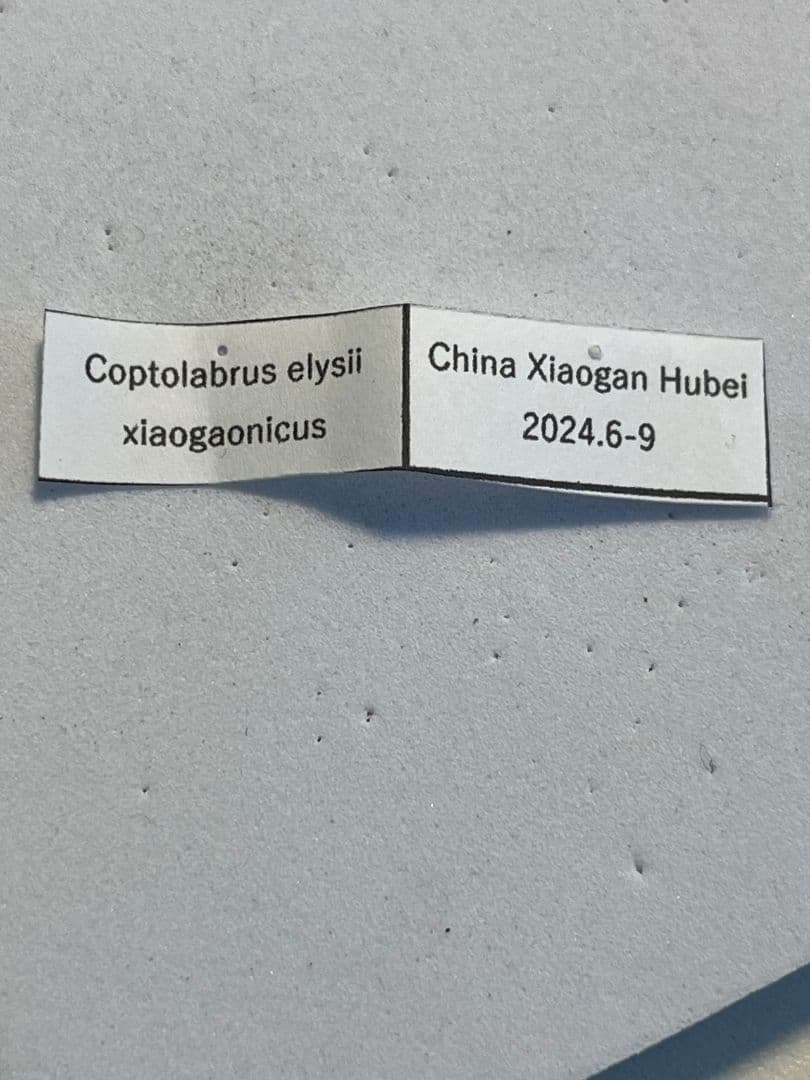 Coptolabrus elysii
xiaogaonicus
China Xiaogan Hubei
2024.6-9